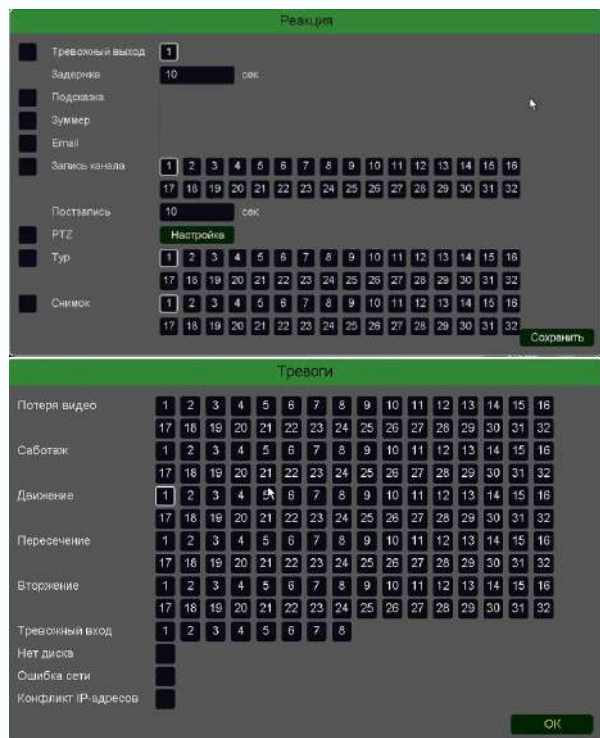 Реакция
Тревожный выход 1
Задержка 10 сек
Подсказка
Зуммер
Email
Запись канала 1 2 3 4 5 6 7 8 9 10 11 12 13 14 15 16
17 18 19 20 21 22 23 24 25 26 27 28 29 30 31 32
Постзапись 10 сек
PTZ Настройка
Тур 1 2 3 4 5 6 7 8 9 10 11 12 13 14 15 16
17 18 19 20 21 22 23 24 25 26 27 28 29 30 31 32
Снимок 1 2 3 4 5 6 7 8 9 10 11 12 13 14 15 16
17 18 19 20 21 22 23 24 25 26 27 28 29 30 31 32
Сохранить
Тревоги
Потеря видео 1 2 3 4 5 6 7 8 9 10 11 12 13 14 15 16
17 18 19 20 21 22 23 24 25 26 27 28 29 30 31 32
Саботаж 1 2 3 4 5 6 7 8 9 10 11 12 13 14 15 16
17 18 19 20 21 22 23 24 25 26 27 28 29 30 31 32
Движение 1 2 3 4 5 6 7 8 9 10 11 12 13 14 15 16
17 18 19 20 21 22 23 24 25 26 27 28 29 30 31 32
Пересечение 1 2 3 4 5 6 7 8 9 10 11 12 13 14 15 16
17 18 19 20 21 22 23 24 25 26 27 28 29 30 31 32
Вторжение 1 2 3 4 5 6 7 8 9 10 11 12 13 14 15 16
17 18 19 20 21 22 23 24 25 26 27 28 29 30 31 32
Тревожный вход 1 2 3 4 5 6 7 8
Нет диска
Ошибка сети
Конфликт IP-адресов
OK